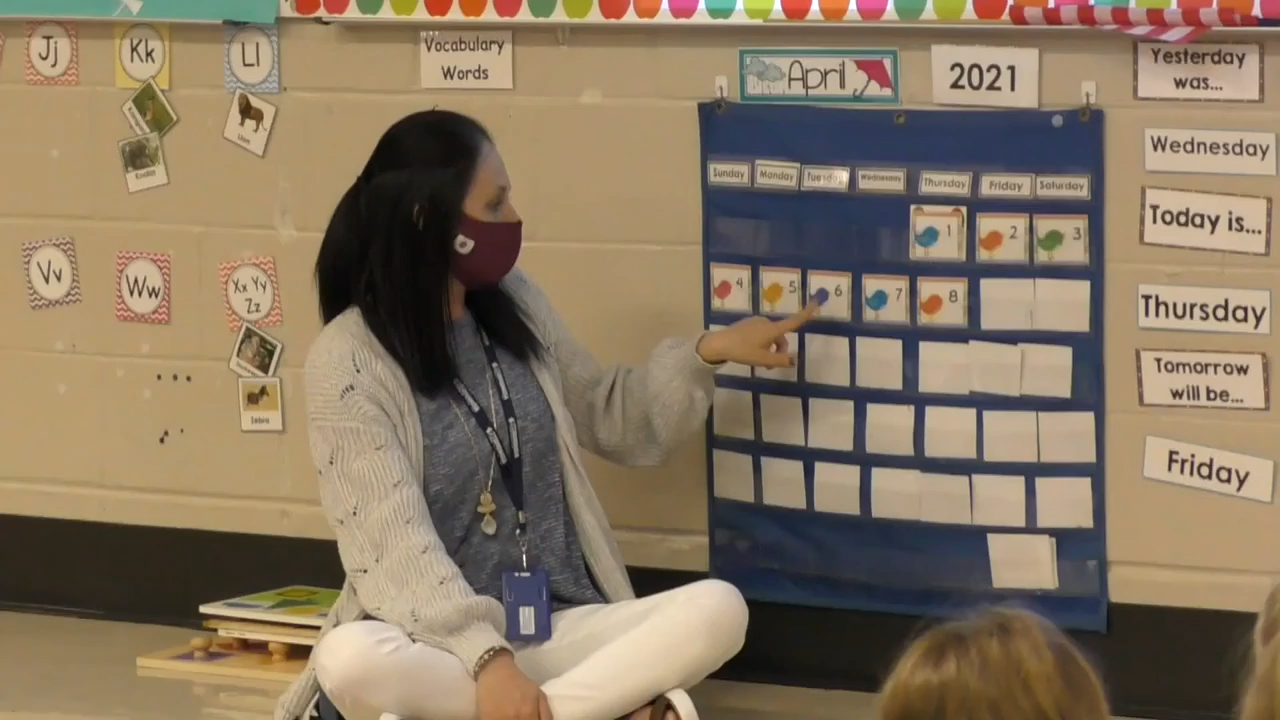 Jj
Kk
Ll
Lion
Vv
Ww
Xx Yy
Zz
Zebra
Vocabulary
Words
April
2021
Sunday Monday Tuesday Wednesday Thursday Friday Saturday
1 2 3
4 5 6 7 8
Yesterday
was...
Wednesday
Today is...
Thursday
Tomorrow
will be...
Friday